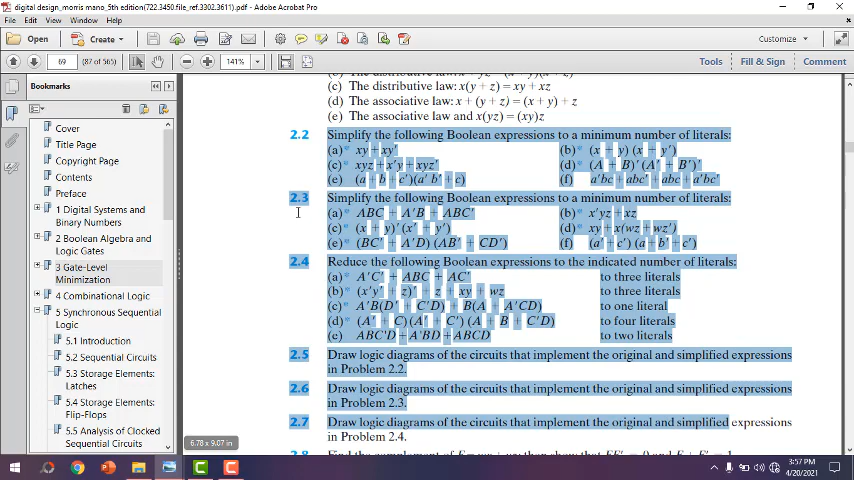 digital design_morris mano_5th edition(722.3450.file_ref.3302.3611).pdf - Adobe Acrobat Pro
File Edit View Window Help
Open Create Customize
69 (87 of 565) 141% Tools Fill & Sign Comment
Bookmarks
Cover
Title Page
Copyright Page
Contents
Preface
1 Digital Systems and
Binary Numbers
2 Boolean Algebra and
Logic Gates
3 Gate-Level
Minimization
4 Combinational Logic
5 Synchronous Sequential
Logic
5.1 Introduction
5.2 Sequential Circuits
5.3 Storage Elements:
Latches
5.4 Storage Elements:
Flip-Flops
5.5 Analysis of Clocked
Sequential Circuits
(c) The distributive law: x(y + z) = xy + xz
(d) The associative law: x + (y + z) = (x + y) + z
(e) The associative law and x(yz) = (xy)z
2.2 Simplify the following Boolean expressions to a minimum number of literals:
(a)* xy + xy′ (b)* (x + y) (x + y′)
(c)* xyz + x′y + xyz′ (d)* (A + B)′ (A′ + B′)′
(e) (a + b + c′)(a′ b′ + c) (f) a′bc + abc′ + abc + a′bc′
2.3 Simplify the following Boolean expressions to a minimum number of literals:
(a)* ABC + A′B + ABC′ (b)* x′yz + xz
(c)* (x + y)′ (x′ + y′) (d)* xy + x(wz + wz′)
(e)* (BC′ + A′D) (AB′ + CD′) (f) (a′ + c′) (a + b′ + c′)
2.4 Reduce the following Boolean expressions to the indicated number of literals:
(a)* A′C′ + ABC + AC′ to three literals
(b)* (x′y′ + z)′ + z + xy + wz to three literals
(c)* A′B(D′ + C′D) + B(A + A′CD) to one literal
(d)* (A′ + C) (A′ + C′) (A + B + C′D) to four literals
(e) ABC′D + A′BD + ABCD to two literals
2.5 Draw logic diagrams of the circuits that implement the original and simplified expressions
in Problem 2.2.
2.6 Draw logic diagrams of the circuits that implement the original and simplified expressions
in Problem 2.3.
2.7 Draw logic diagrams of the circuits that implement the original and simplified expressions
in Problem 2.4.
6.78 x 9.07 in
3:57 PM
4/20/2021